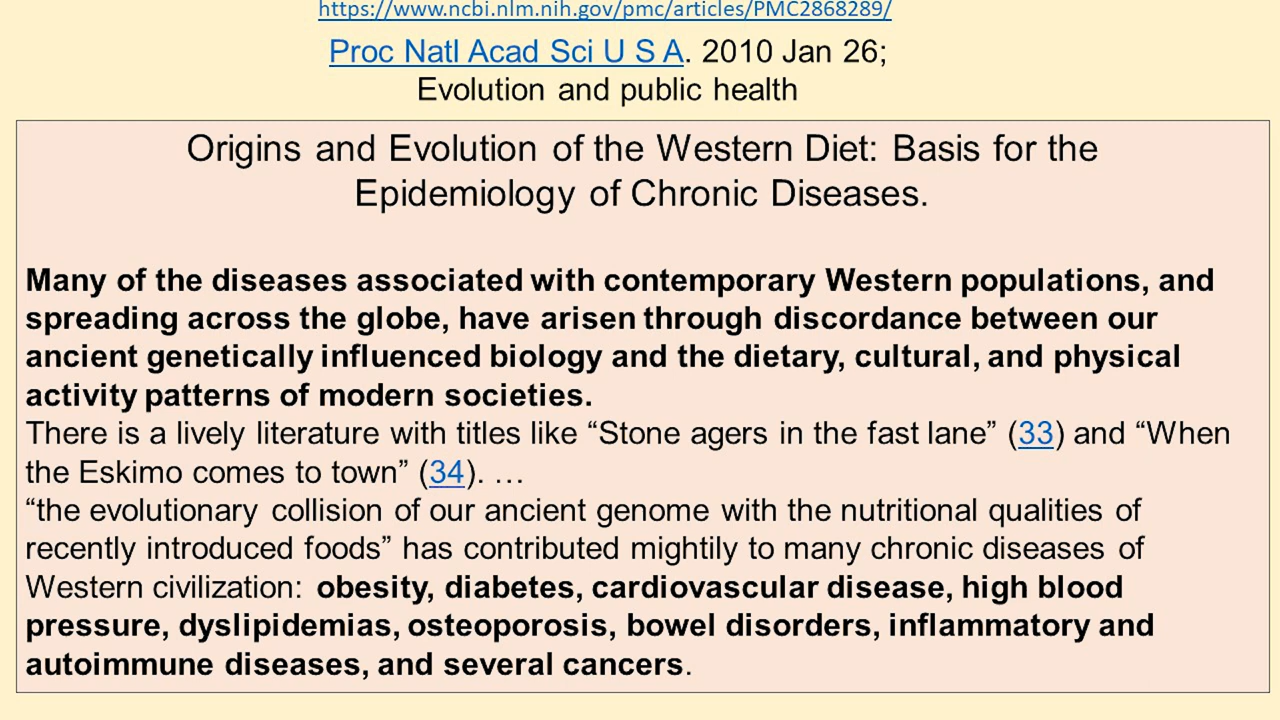 https://www.ncbi.nlm.nih.gov/pmc/articles/PMC2868289/
Proc Natl Acad Sci U S A. 2010 Jan 26;
Evolution and public health
Origins and Evolution of the Western Diet: Basis for the
Epidemiology of Chronic Diseases.
Many of the diseases associated with contemporary Western populations, and
spreading across the globe, have arisen through discordance between our
ancient genetically influenced biology and the dietary, cultural, and physical
activity patterns of modern societies.
There is a lively literature with titles like “Stone agers in the fast lane” (33) and “When
the Eskimo comes to town” (34). …
“the evolutionary collision of our ancient genome with the nutritional qualities of
recently introduced foods” has contributed mightily to many chronic diseases of
Western civilization: obesity, diabetes, cardiovascular disease, high blood
pressure, dyslipidemias, osteoporosis, bowel disorders, inflammatory and
autoimmune diseases, and several cancers.